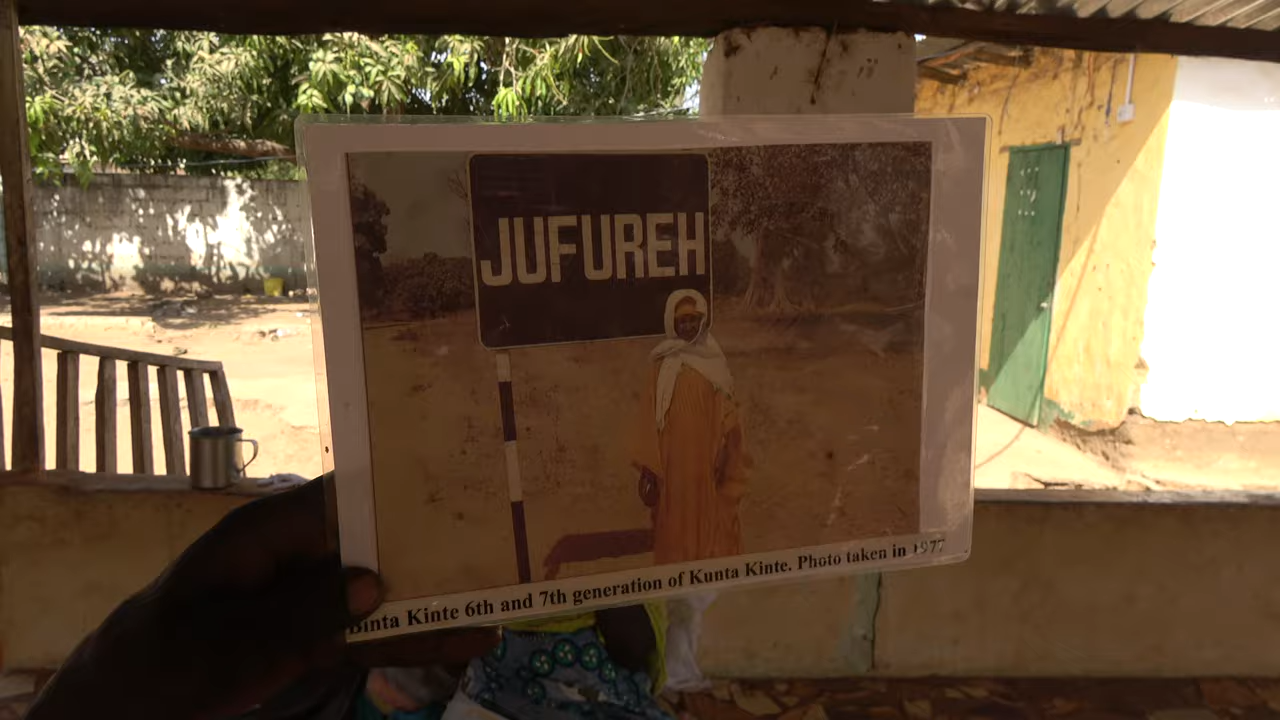 JUFUREH
Binta Kinte 6th and 7th generation of Kunta Kinte. Photo taken in 1977